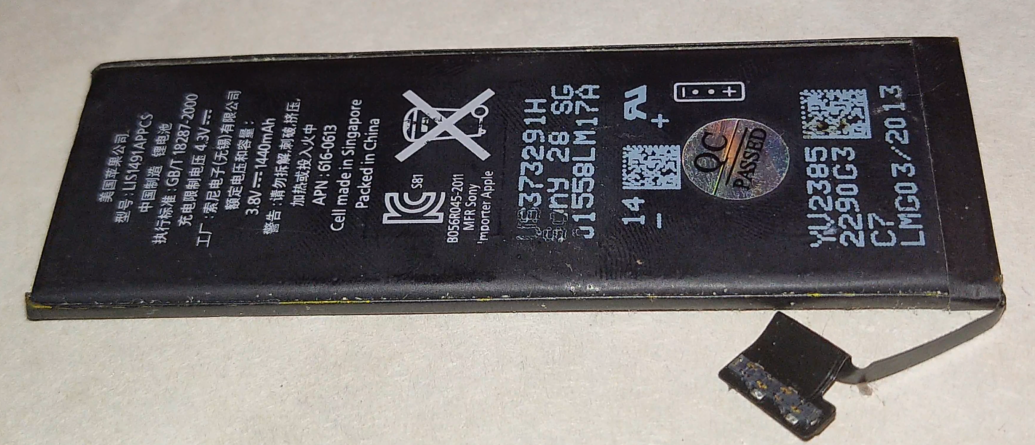 美国苹果公司
型号:LIS1491APPCS
中国制造 锂电池
执行标准:GB/T 18287-2000
充电限制电压 4.3V⎓
工厂:索尼电子(无锡)有限公司
额定电压和容量:
3.8V⎓1440mAh
警告:请勿拆解,刺破,挤压,
加热或投入火中
APN : 616-0613
Cell made in Singapore
Packed in China
S81
B056R045-2011
MFR Sony
Importer Apple
373291H
28 SG
J1558LM17A
14
+
-
QC
PASSED
YU2385
2290G3
C7
LMG03/2013